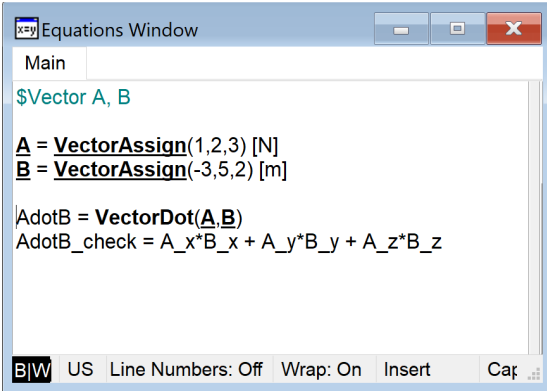 x=y Equations Window
Main
$Vector A, B
A = VectorAssign(1,2,3) [N]
B = VectorAssign(-3,5,2) [m]
AdotB = VectorDot(A,B)
AdotB_check = A_x*B_x + A_y*B_y + A_z*B_z
B|W US Line Numbers: Off Wrap: On Insert